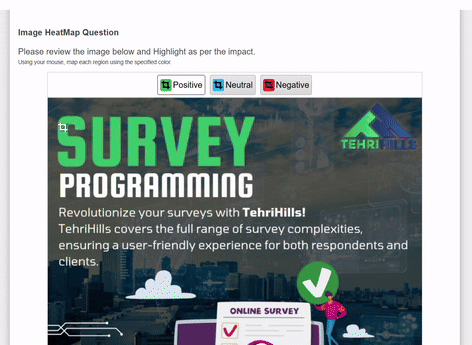 Image HeatMap Question
Please review the image below and Highlight as per the impact.
Using your mouse, map each region using the specified color.
Positive Neutral Negative
TEHRIHILLS
SURVEY
PROGRAMMING
Revolutionize your surveys with TehriHills!
TehriHills covers the full range of survey complexities,
ensuring a user-friendly experience for both respondents and
clients.
ONLINE SURVEY